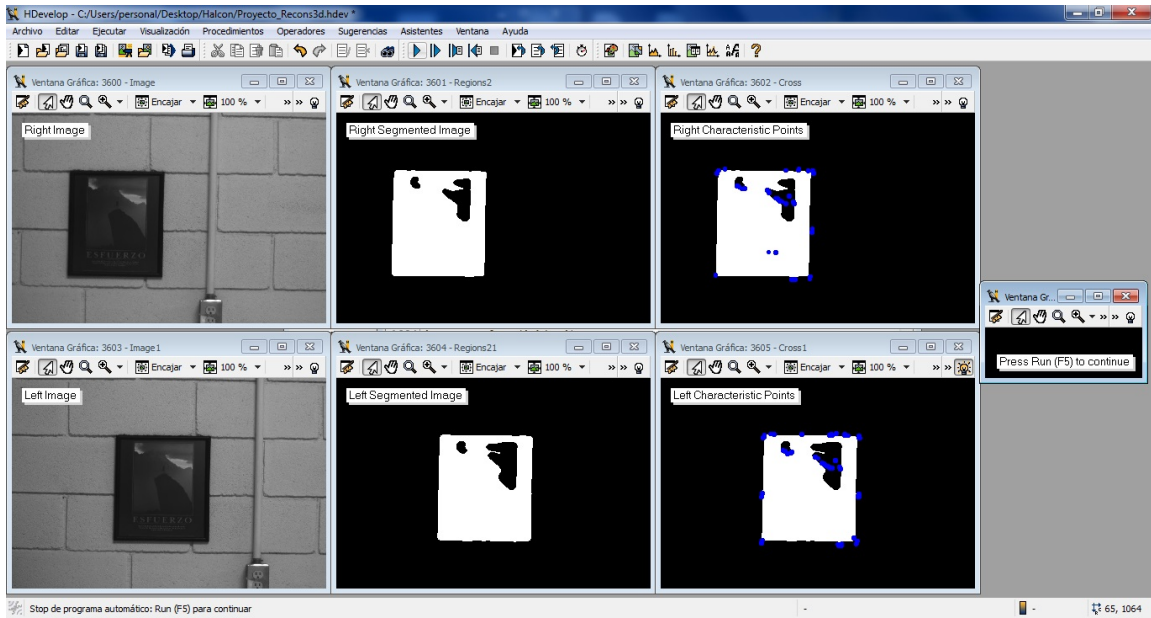 HDevelop - C:/Users/personal/Desktop/Halcon/Proyecto_Recons3d.hdev *
Archivo Editar Ejecutar Visualización Procedimientos Operadores Sugerencias Asistentes Ventana Ayuda
Ventana Gráfica: 3600 - Image
Encajar
100 %
Right Image
ESFUERZO
Ventana Gráfica: 3601 - Regions2
Encajar
100 %
Right Segmented Image
Ventana Gráfica: 3602 - Cross
Encajar
100 %
Right Characteristic Points
Ventana Gr...
Press Run (F5) to continue
Ventana Gráfica: 3603 - Image1
Encajar
100 %
Left Image
ESFUERZO
Ventana Gráfica: 3604 - Regions21
Encajar
100 %
Left Segmented Image
Ventana Gráfica: 3605 - Cross1
Encajar
100 %
Left Characteristic Points
Stop de programa automático: Run (F5) para continuar
-
-
65, 1064